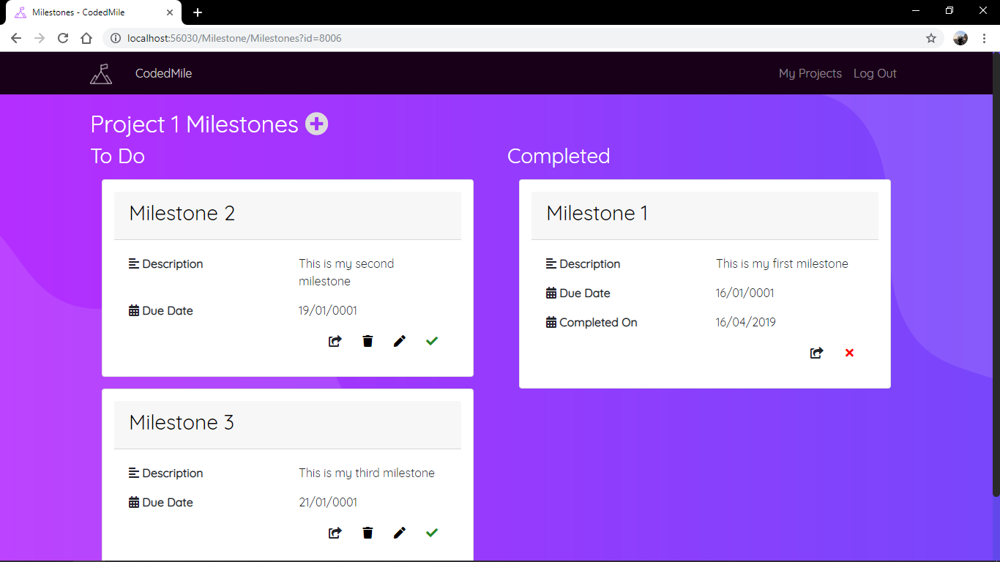 Milestones - CodedMile
localhost:56030/Milestone/Milestones?id=8006
CodedMile
My Projects
Log Out
Project 1 Milestones
To Do
Milestone 2
Description
This is my second
milestone
Due Date
19/01/0001
Milestone 3
Description
This is my third milestone
Due Date
21/01/0001
Completed
Milestone 1
Description
This is my first milestone
Due Date
16/01/0001
Completed On
16/04/2019